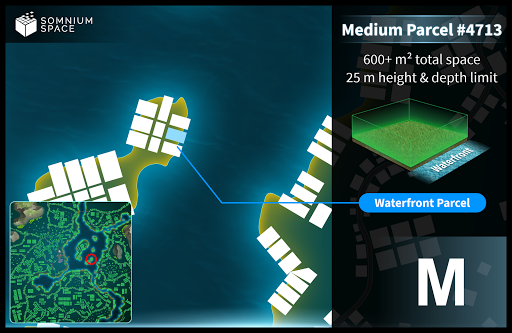 SOMNIUM
SPACE
Medium Parcel #4713
600+ m² total space
25 m height & depth limit
Waterfront
Waterfront Parcel
M